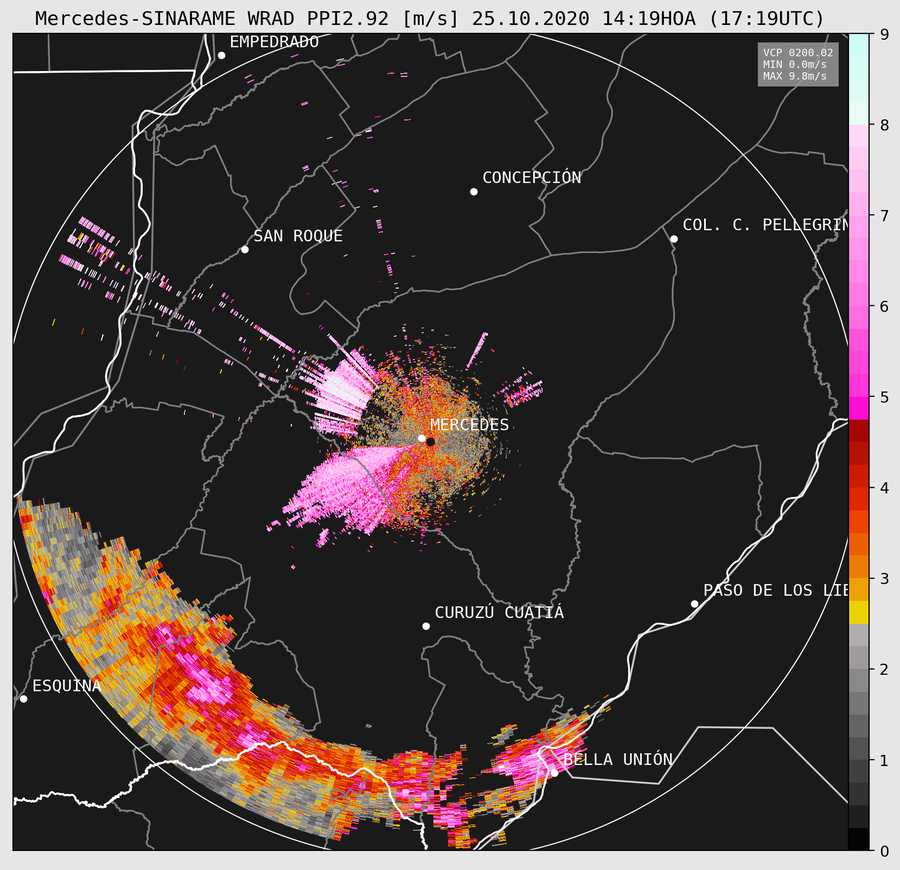 Mercedes-SINARAME WRAD PPI2.92 [m/s] 25.10.2020 14:19HOA (17:19UTC)
EMPEDRADO
VCP 0200.02
MIN 0.0m/s
MAX 9.8m/s
CONCEPCIÓN
COL. C. PELLEGRIN
SAN ROQUE
MERCEDES
PASO DE LOS LIE
CURUZÚ CUATIÁ
ESQUINA
BELLA UNIÓN
9
8
7
6
5
4
3
2
1
0